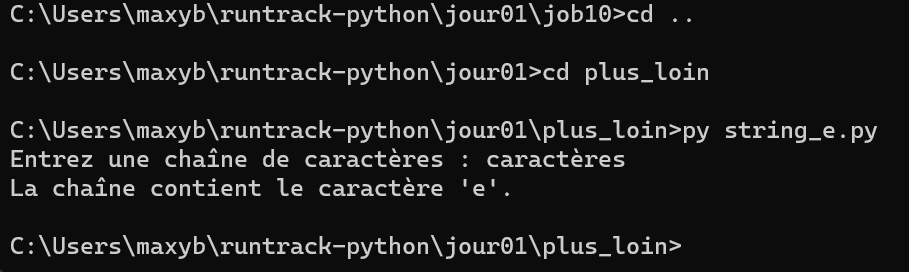 C:\Users\maxyb\runtrack-python\jour01\job10>cd ..
C:\Users\maxyb\runtrack-python\jour01>cd plus_loin
C:\Users\maxyb\runtrack-python\jour01\plus_loin>py string_e.py
Entrez une chaîne de caractères : caractères
La chaîne contient le caractère 'e'.
C:\Users\maxyb\runtrack-python\jour01\plus_loin>